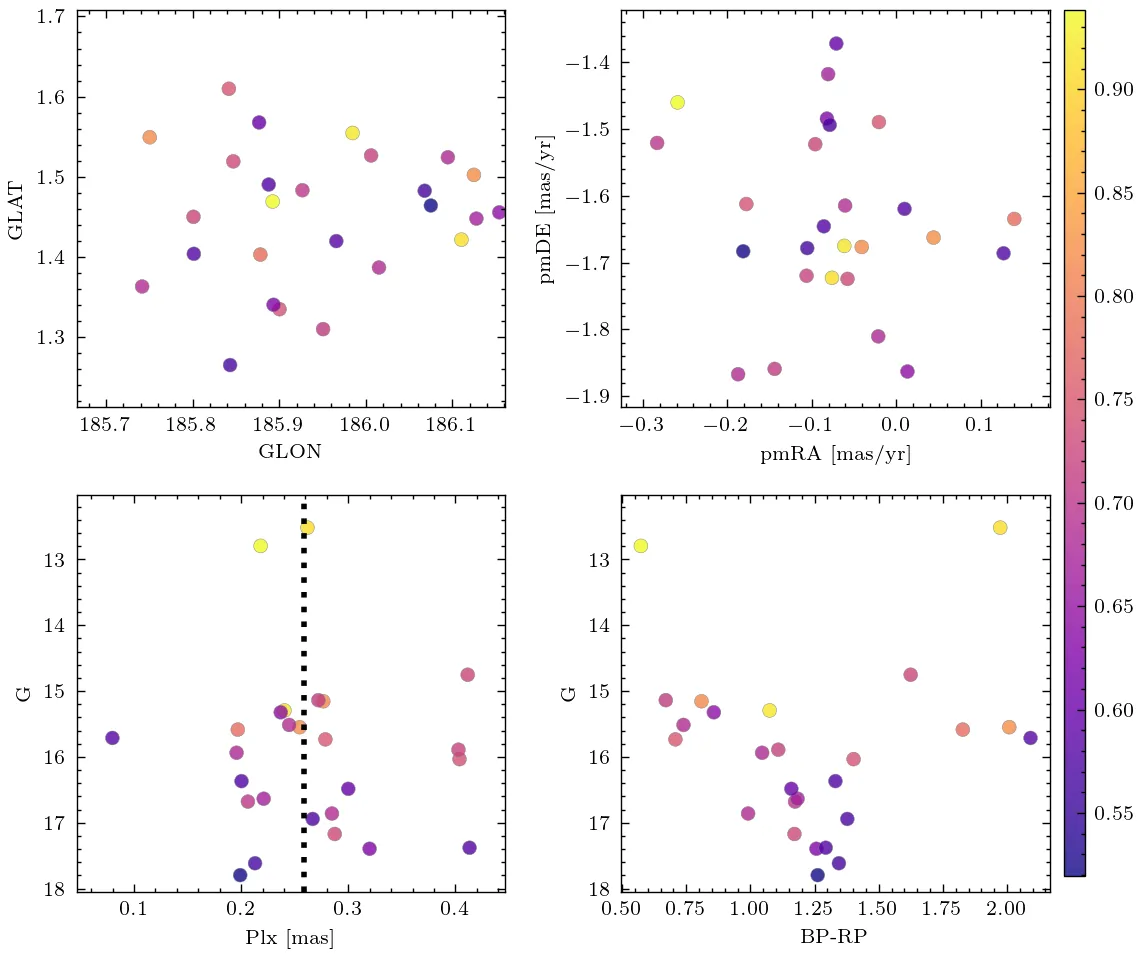 1.7
1.6
1.5
1.4
1.3
GLAT
185.7 185.8 185.9 186.0 186.1
GLON
−1.4
−1.5
−1.6
−1.7
−1.8
−1.9
pmDE [mas/yr]
−0.3 −0.2 −0.1 0.0 0.1
pmRA [mas/yr]
0.90
0.85
0.80
0.75
0.70
0.65
0.60
0.55
13
14
15
16
17
18
G
0.1 0.2 0.3 0.4
Plx [mas]
13
14
15
16
17
18
G
0.50 0.75 1.00 1.25 1.50 1.75 2.00
BP-RP